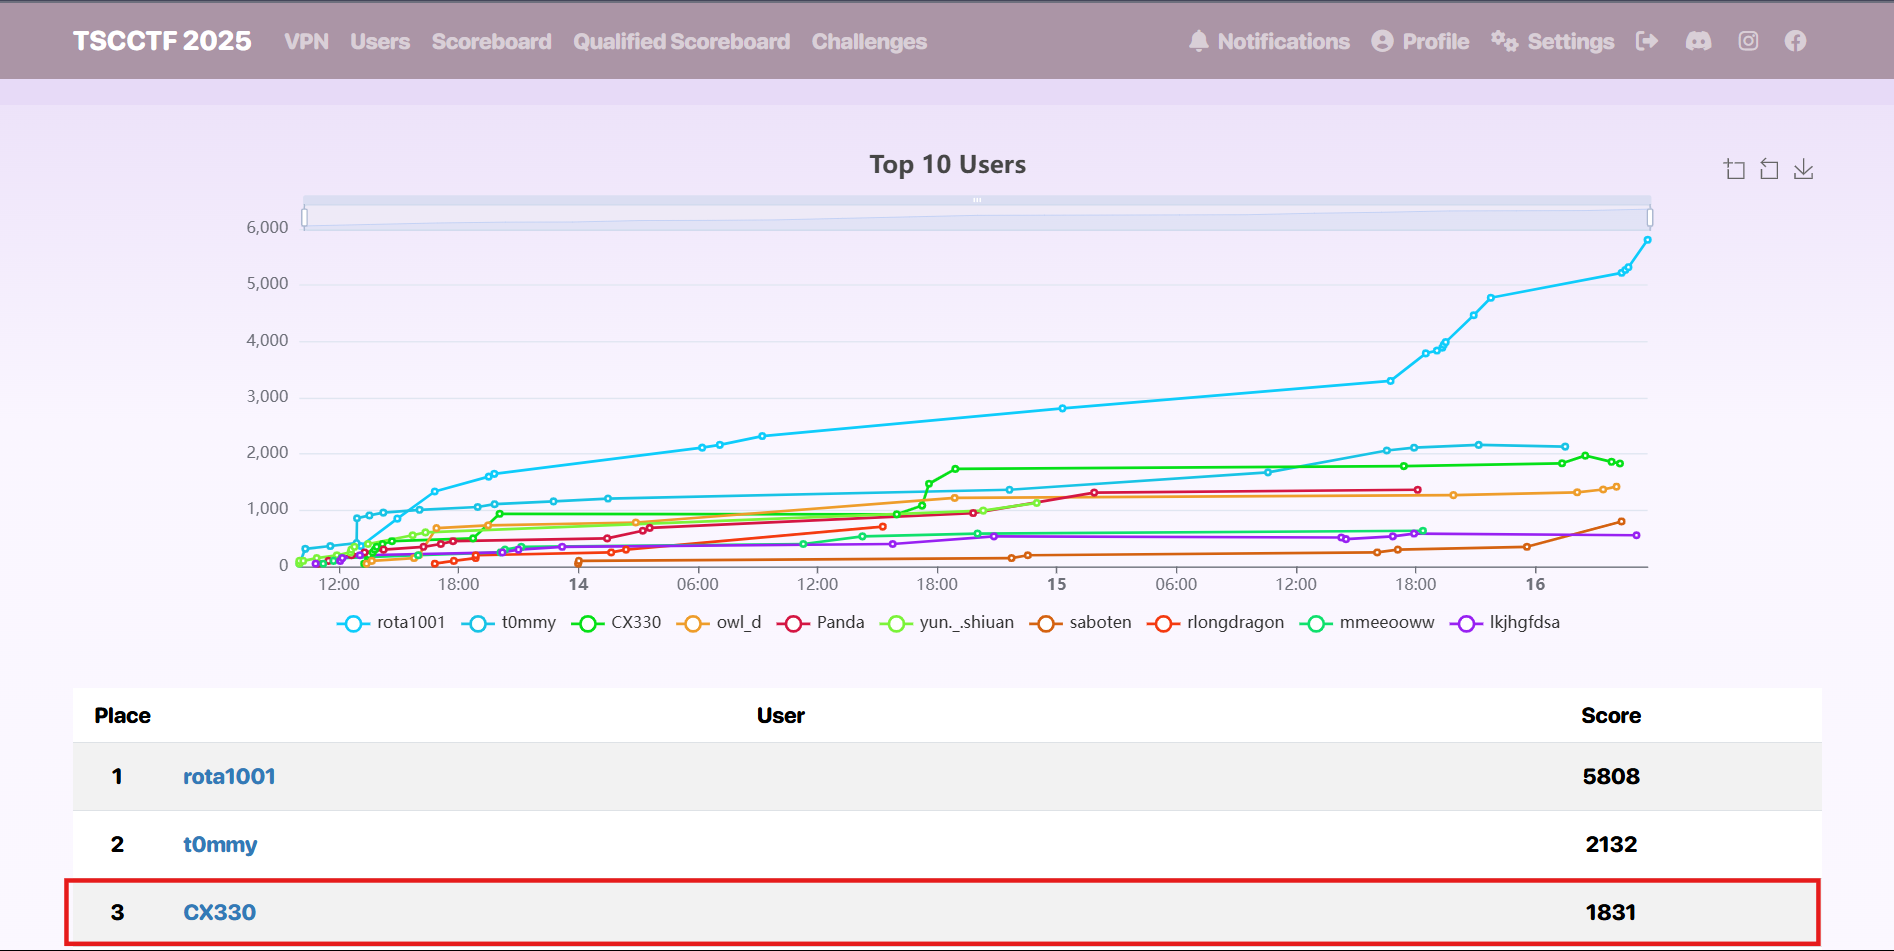 TSCCTF 2025 VPN Users Scoreboard Qualified Scoreboard Challenges Notifications Profile Settings
Top 10 Users
6,000
5,000
4,000
3,000
2,000
1,000
0
12:00 18:00 14 06:00 12:00 18:00 15 06:00 12:00 18:00 16
rota1001 t0mmy CX330 owl_d Panda yun._.shiuan saboten rlongdragon mmeeooww lkjhgfdsa
Place User Score
1 rota1001 5808
2 t0mmy 2132
3 CX330 1831